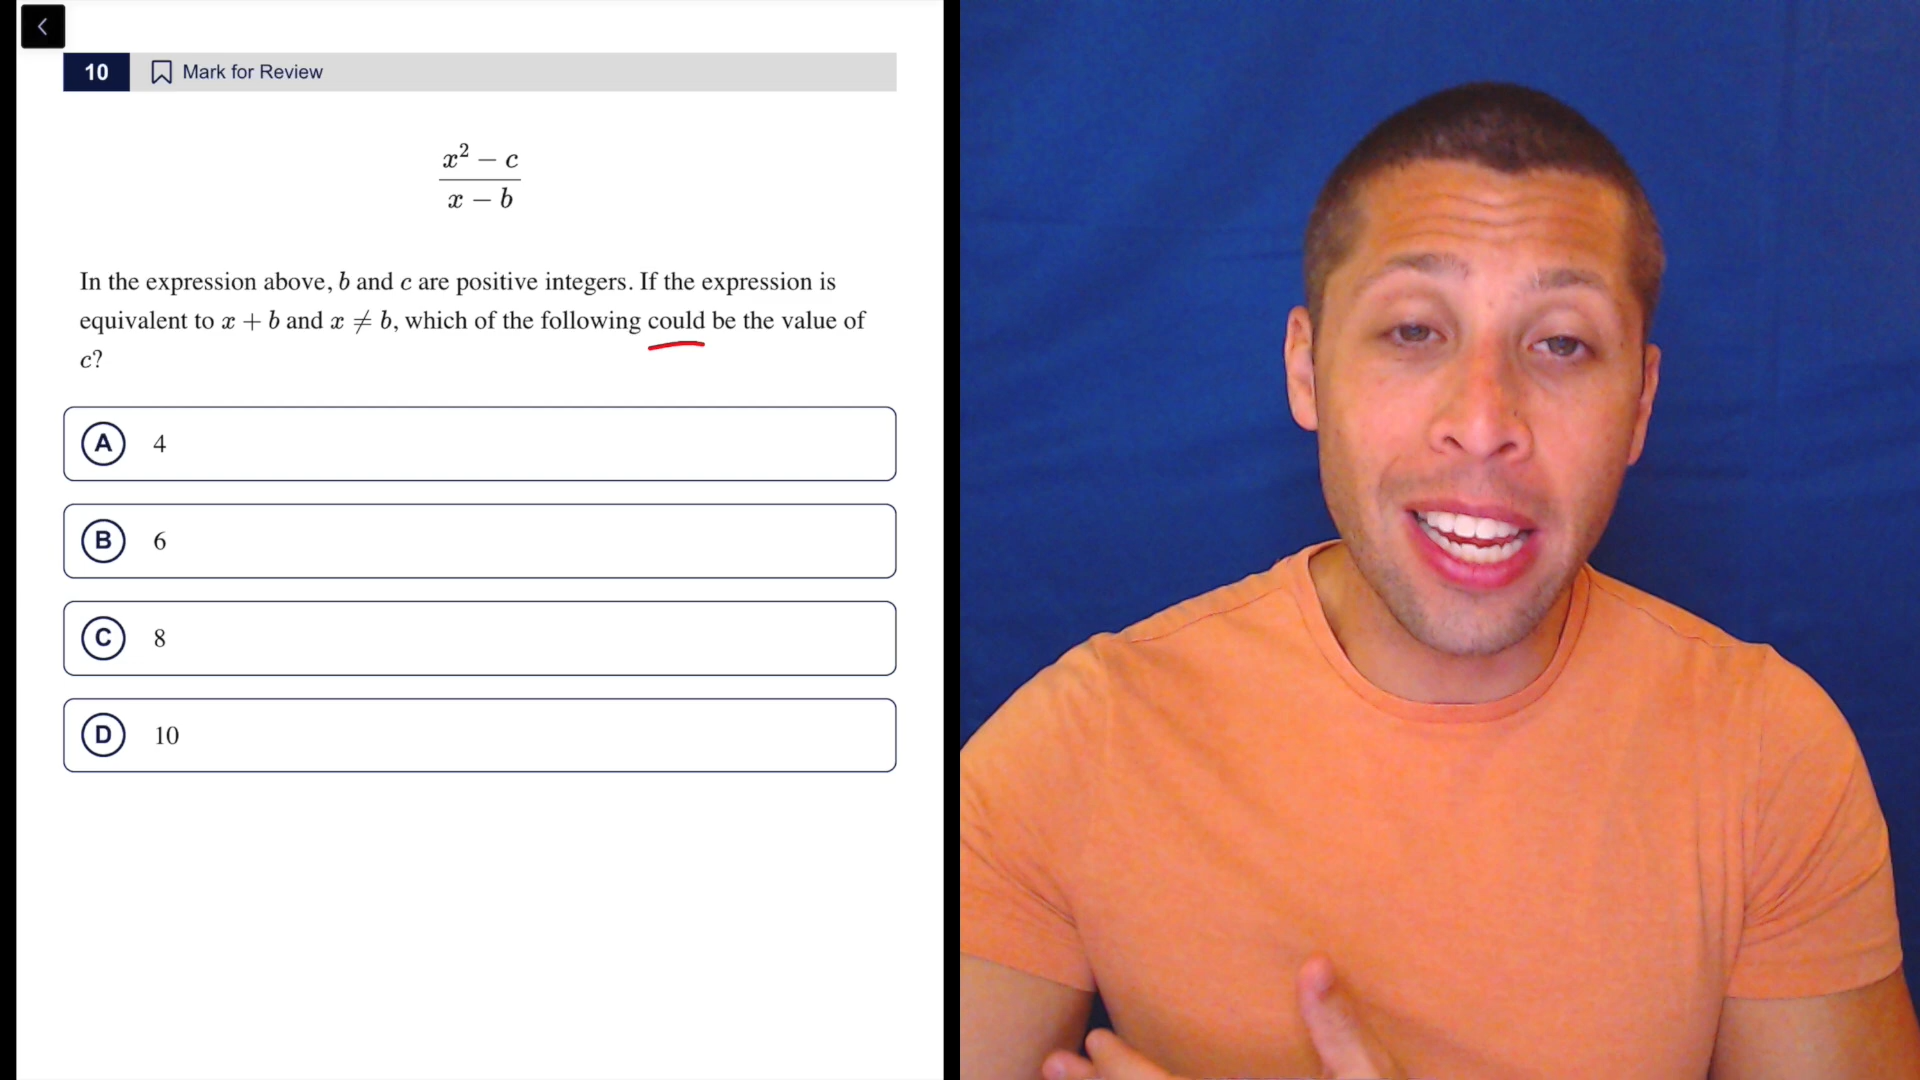 10 Mark for Review
x² − c
x − b
In the expression above, b and c are positive integers. If the expression is
equivalent to x + b and x ≠ b, which of the following could be the value of
c?
A 4
B 6
C 8
D 10